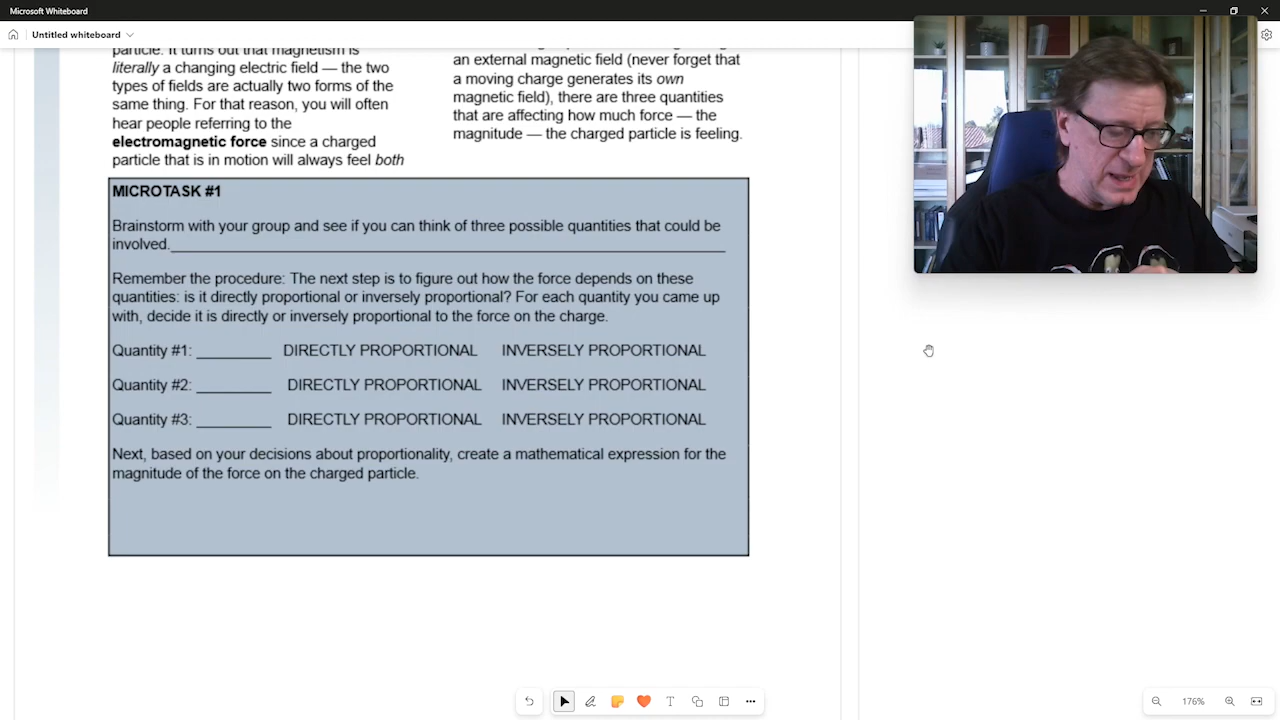 Microsoft Whiteboard
Untitled whiteboard
particle. It turns out that magnetism is
literally a changing electric field — the two
types of fields are actually two forms of the
same thing. For that reason, you will often
hear people referring to the
electromagnetic force since a charged
particle that is in motion will always feel both
an external magnetic field (never forget that
a moving charge generates its own
magnetic field), there are three quantities
that are affecting how much force — the
magnitude — the charged particle is feeling.
MICROTASK #1
Brainstorm with your group and see if you can think of three possible quantities that could be
involved.
Remember the procedure: The next step is to figure out how the force depends on these
quantities: is it directly proportional or inversely proportional? For each quantity you came up
with, decide it is directly or inversely proportional to the force on the charge.
Quantity #1: _________ DIRECTLY PROPORTIONAL INVERSELY PROPORTIONAL
Quantity #2: _________ DIRECTLY PROPORTIONAL INVERSELY PROPORTIONAL
Quantity #3: _________ DIRECTLY PROPORTIONAL INVERSELY PROPORTIONAL
Next, based on your decisions about proportionality, create a mathematical expression for the
magnitude of the force on the charged particle.
176%